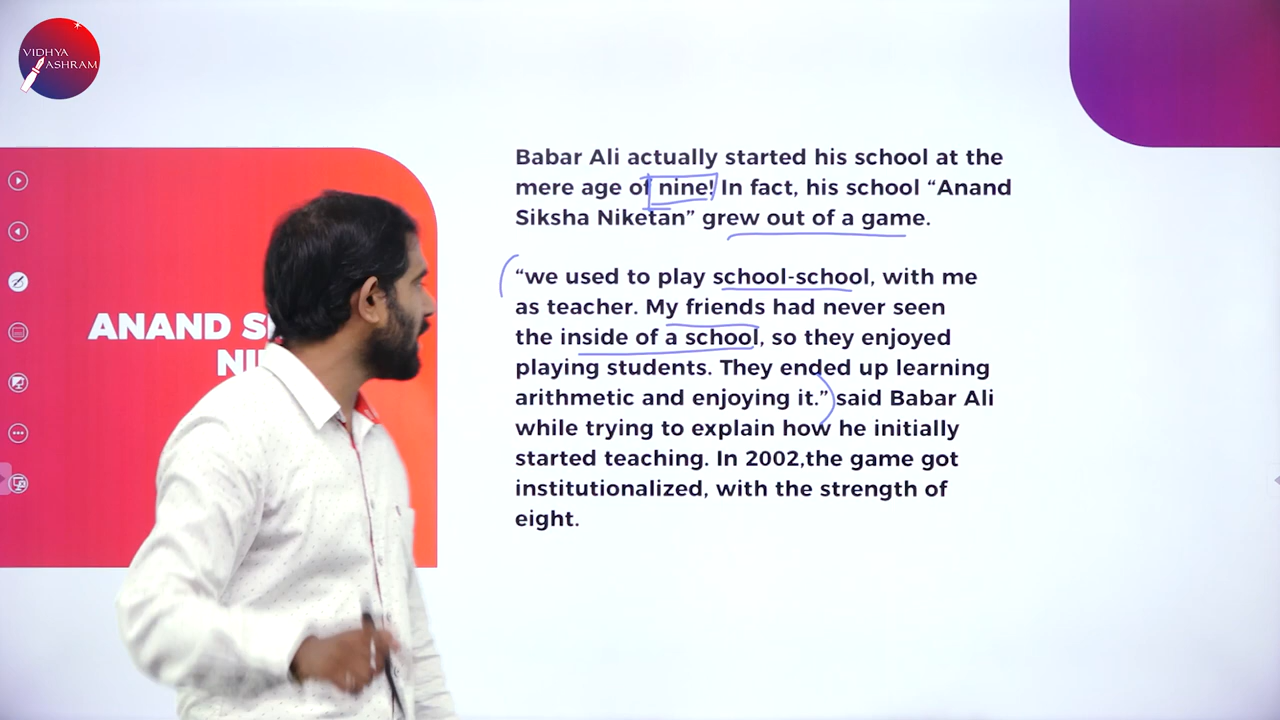 VIDHYA
ASHRAM
ANAND S
NI
Babar Ali actually started his school at the
mere age of nine! In fact, his school “Anand
Siksha Niketan” grew out of a game.
“we used to play school-school, with me
as teacher. My friends had never seen
the inside of a school, so they enjoyed
playing students. They ended up learning
arithmetic and enjoying it.” said Babar Ali
while trying to explain how he initially
started teaching. In 2002,the game got
institutionalized, with the strength of
eight.